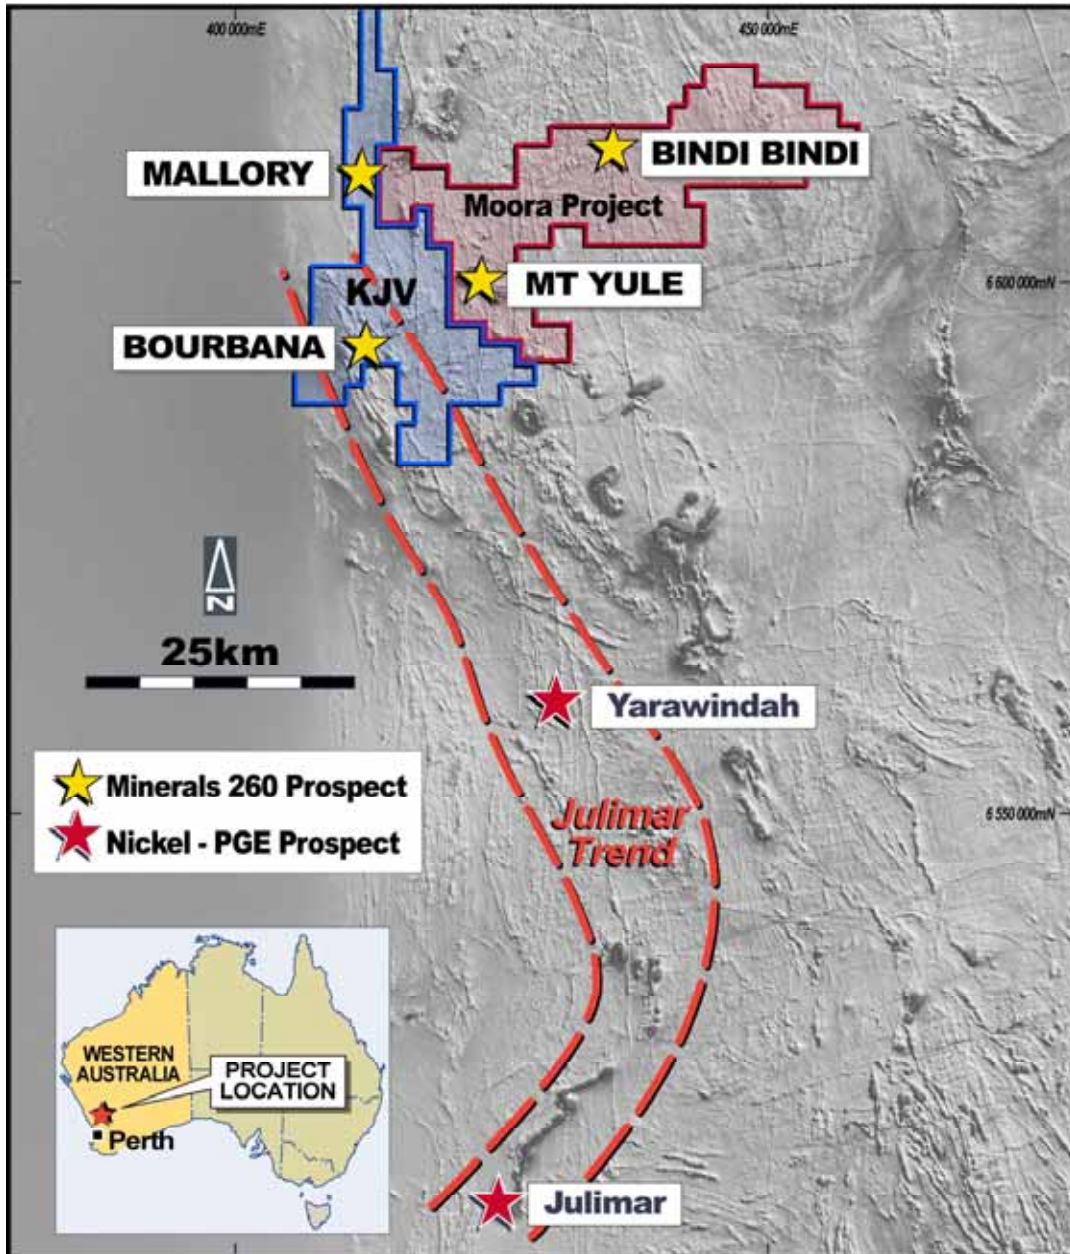 400 000mE
450 000mE
MALLORY
BINDI BINDI
Moora Project
KJV
MT YULE
6 600 000mN
BOURBANA
N
25km
Yarawindah
Minerals 260 Prospect
Nickel - PGE Prospect
Julimar
Trend
6 550 000mN
WESTERN
AUSTRALIA
PROJECT
LOCATION
Perth
Julimar